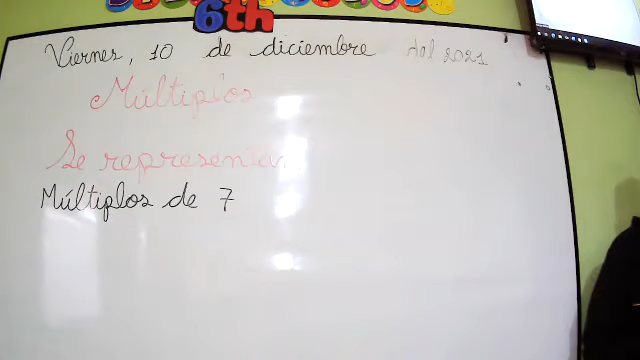 6th
Viernes, 10 de diciembre del 2021
Múltiplos
Se representan
Múltiplos de 7